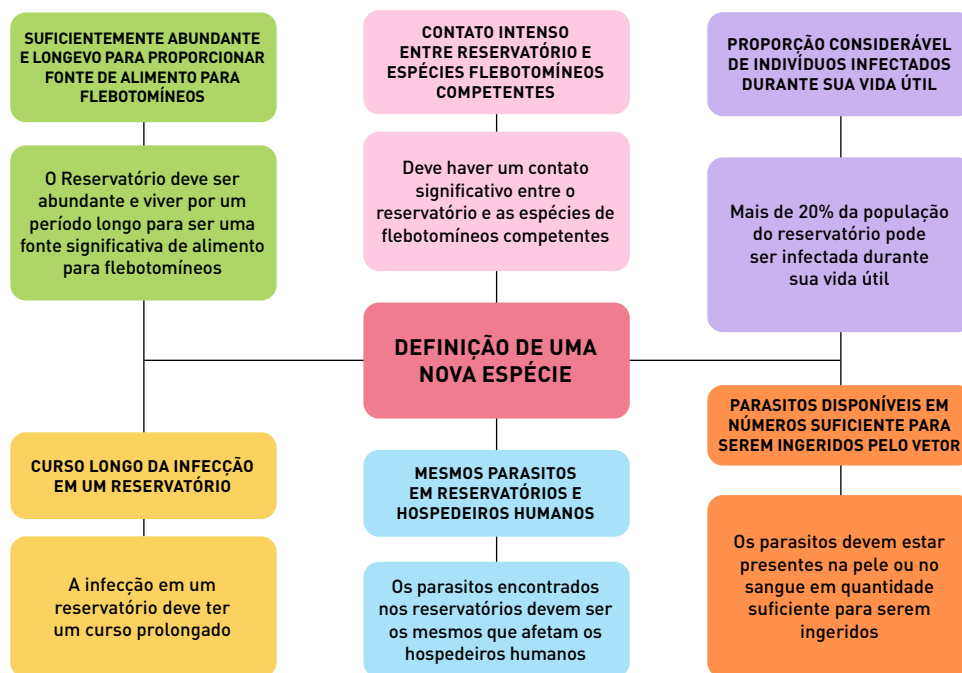 SUFICIENTEMENTE ABUNDANTE
E LONGEVO PARA PROPORCIONAR
FONTE DE ALIMENTO PARA
FLEBOTOMÍNEOS
O Reservatório deve ser
abundante e viver por um
período longo para ser uma
fonte significativa de alimento
para flebotomíneos
CONTATO INTENSO
ENTRE RESERVATÓRIO E
ESPÉCIES FLEBOTOMÍNEOS
COMPETENTES
Deve haver um contato
significativo entre o
reservatório e as espécies de
flebotomíneos competentes
PROPORÇÃO CONSIDERÁVEL
DE INDIVÍDUOS INFECTADOS
DURANTE SUA VIDA ÚTIL
Mais de 20% da população
do reservatório pode
ser infectada durante
sua vida útil
DEFINIÇÃO DE UMA
NOVA ESPÉCIE
CURSO LONGO DA INFECÇÃO
EM UM RESERVATÓRIO
A infecção em um
reservatório deve ter
um curso prolongado
MESMOS PARASITOS
EM RESERVATÓRIOS E
HOSPEDEIROS HUMANOS
Os parasitos encontrados
nos reservatórios devem ser
os mesmos que afetam os
hospedeiros humanos
PARASITOS DISPONÍVEIS EM
NÚMEROS SUFICIENTE PARA
SEREM INGERIDOS PELO VETOR
Os parasitos devem estar
presentes na pele ou no
sangue em quantidade
suficiente para serem
ingeridos